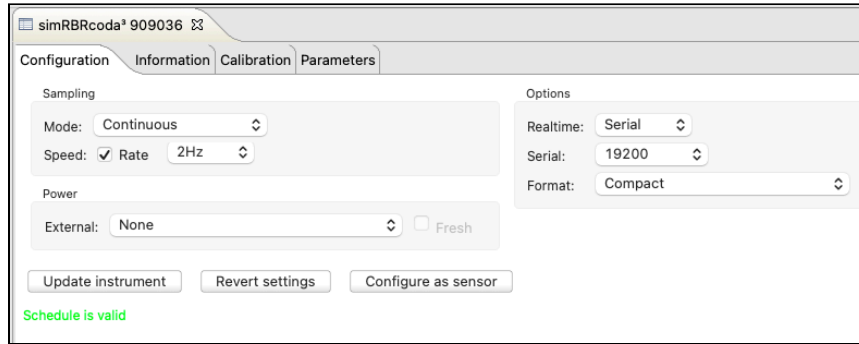 simRBRcoda³ 909036
Configuration Information Calibration Parameters
Sampling
Mode: Continuous
Speed: Rate 2Hz
Power
External: None Fresh
Options
Realtime: Serial
Serial: 19200
Format: Compact
Update instrument Revert settings Configure as sensor
Schedule is valid